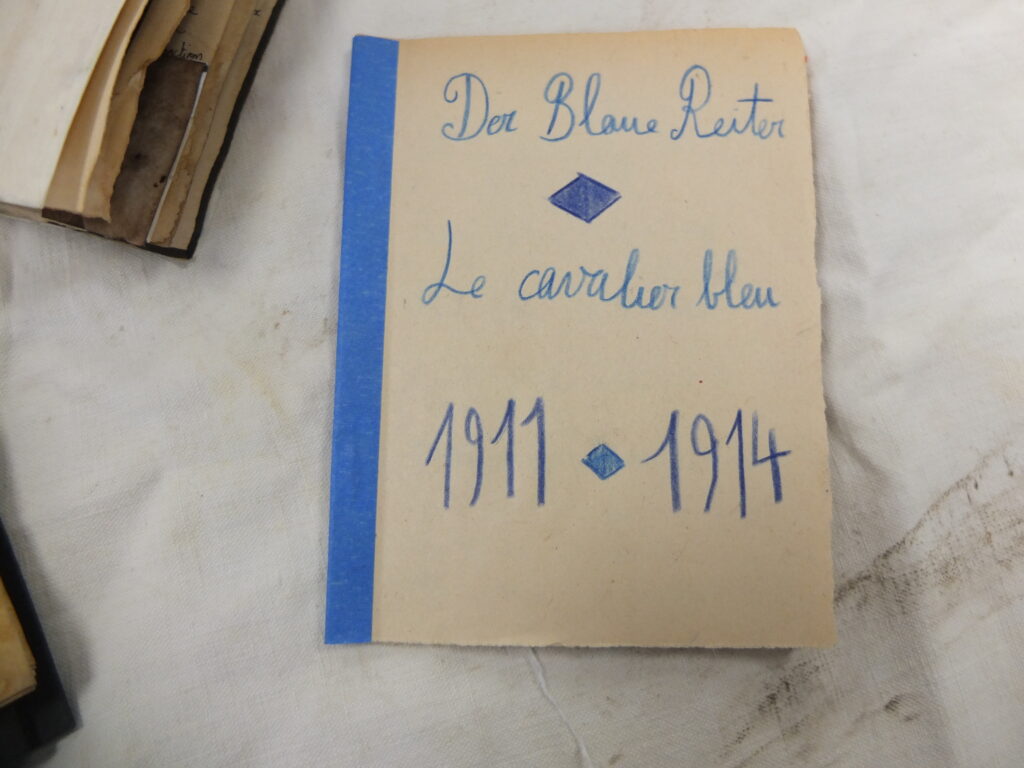 Der Blaue Reiter
Le cavalier bleu
1911 1914